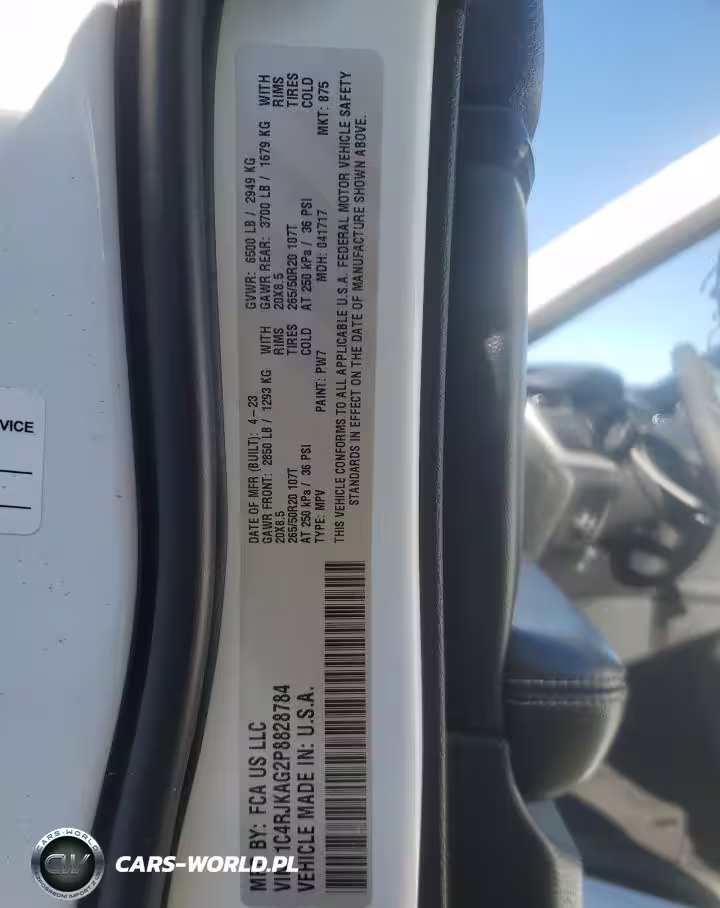 MFD BY: FCA US LLC
VIN: 1C4RJKAG2P8828784
VEHICLE MADE IN: U.S.A.
DATE OF MFR (BUILT): 4-23
GAWR FRONT: 2850 LB / 1293 KG WITH
20X8.5 RIMS
265/50R20 107T TIRES
AT 250 kPa / 36 PSI COLD
TYPE: MPV PAINT: PW7
GVWR: 6500 LB / 2949 KG
GAWR REAR: 3700 LB / 1679 KG WITH
20X8.5 RIMS
265/50R20 107T TIRES
AT 250 kPa / 36 PSI COLD
MDH: 041717 MKT: 875
THIS VEHICLE CONFORMS TO ALL APPLICABLE U.S.A. FEDERAL MOTOR VEHICLE SAFETY
STANDARDS IN EFFECT ON THE DATE OF MANUFACTURE SHOWN ABOVE.
VICE
CARS-WORLD
CW
CARS-WORLD.PL